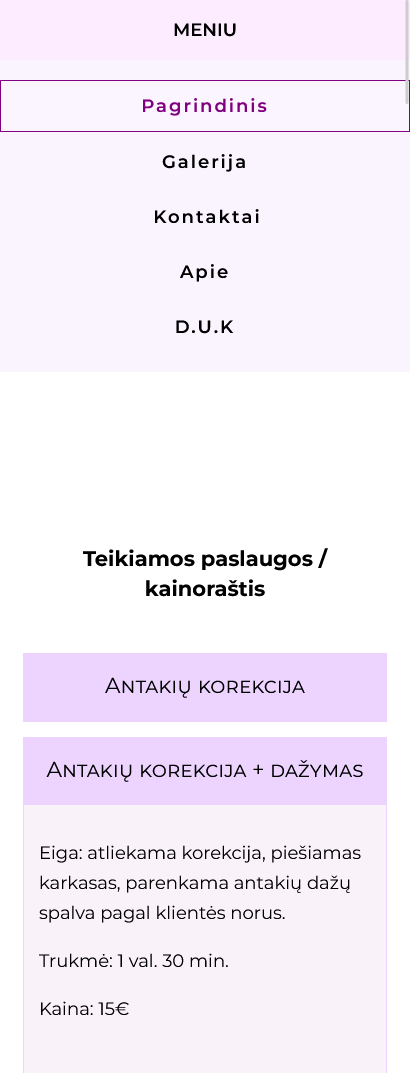 MENIU
Pagrindinis
Galerija
Kontaktai
Apie
D.U.K
Teikiamos paslaugos /
kainoraštis
Antakių korekcija
Antakių korekcija + dažymas
Eiga: atliekama korekcija, piešiamas
karkasas, parenkama antakių dažų
spalva pagal klientės norus.
Trukmė: 1 val. 30 min.
Kaina: 15€